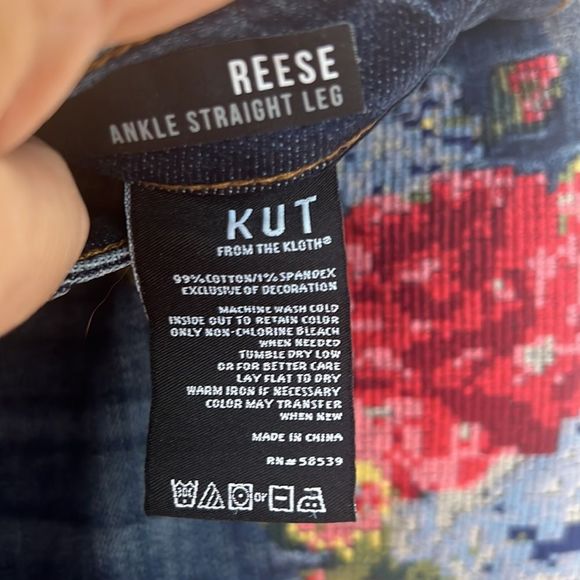 REESE
ANKLE STRAIGHT LEG
KUT
FROM THE KLOTH®
99% COTTON/1% SPANDEX
EXCLUSIVE OF DECORATION
MACHINE WASH COLD
INSIDE OUT TO RETAIN COLOR
ONLY NON-CHLORINE BLEACH
WHEN NEEDED
TUMBLE DRY LOW
OR FOR BETTER CARE
LAY FLAT TO DRY
WARM IRON IF NECESSARY
COLOR MAY TRANSFER
WHEN NEW
MADE IN CHINA
RN# 58539
30C or